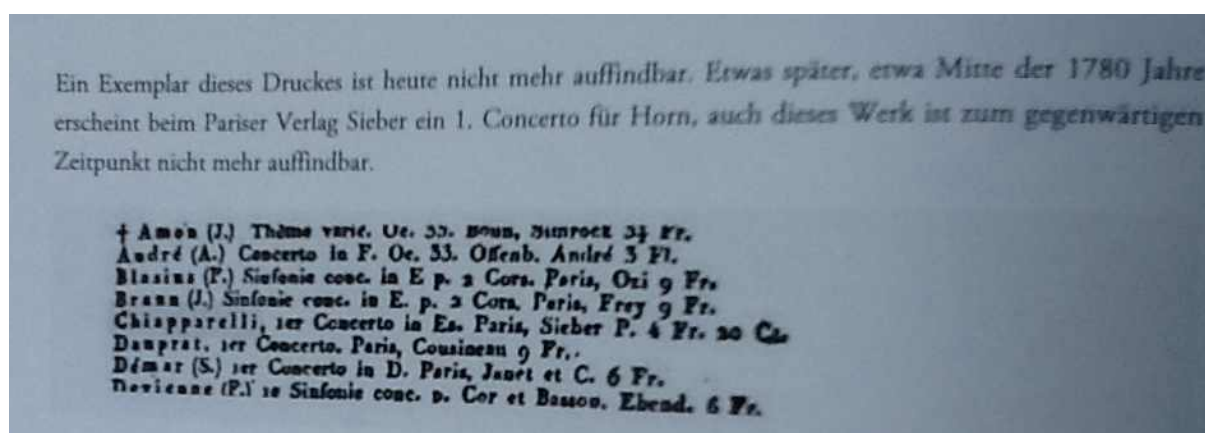 Ein Exemplar dieses Druckes ist heute nicht mehr auffindbar. Etwas später, etwa Mitte der 1780 Jahre
erscheint beim Pariser Verlag Sieber ein 1. Concerto für Horn, auch dieses Werk ist zum gegenwärtigen
Zeitpunkt nicht mehr auffindbar.
† Amon (J.) Thème varié. Oe. 33. Bonn, Simrock Fr.
André (A.) Concerto in F. Oe. 33. Offenb. André 3 Fl.
Blasius (F.) Sinfonie conc. in E p. 2 Cors. Paris, Ozi 9 Fr.
Braun (J.) Sinfonie conc. in E. p. 2 Cors. Paris, Frey 9 Fr.
Chiapparelli, 1er Concerto in Es. Paris, Sieber P. 4 Fr. 20 Ct.
Dauprat. 1er Concerto. Paris, Cousineau 9 Fr.
Démar (S.) 1er Concerto in D. Paris, Janet et C. 6 Fr.
Devienne (F.) Sinfonie conc. p. Cor et Basson. Ebend. 6 Fr.